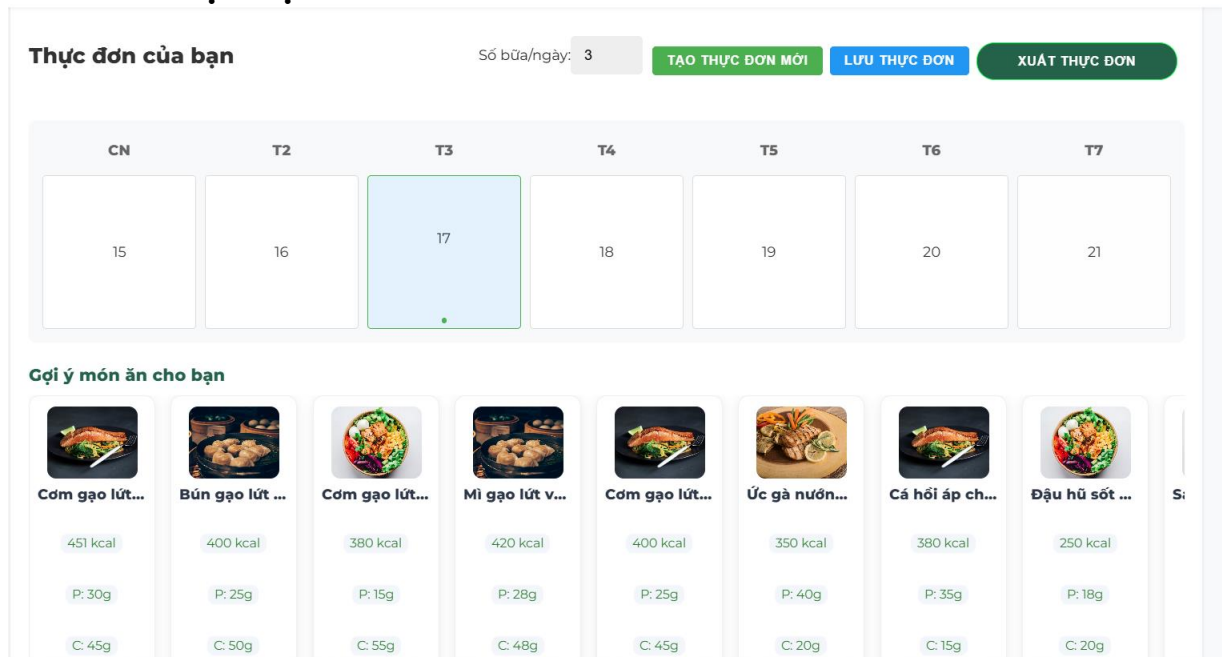 Thực đơn của bạn
Số bữa/ngày: 3
TẠO THỰC ĐƠN MỚI
LƯU THỰC ĐƠN
XUẤT THỰC ĐƠN
CN T2 T3 T4 T5 T6 T7
15 16 17 18 19 20 21
Gợi ý món ăn cho bạn
Cơm gạo lứt... Bún gạo lứt ... Cơm gạo lứt... Mì gạo lứt v... Cơm gạo lứt... Ức gà nướn... Cá hồi áp ch... Đậu hũ sốt ...
451 kcal 400 kcal 380 kcal 420 kcal 400 kcal 350 kcal 380 kcal 250 kcal
P: 30g P: 25g P: 15g P: 28g P: 25g P: 40g P: 35g P: 18g
C: 45g C: 50g C: 55g C: 48g C: 45g C: 20g C: 15g C: 20g